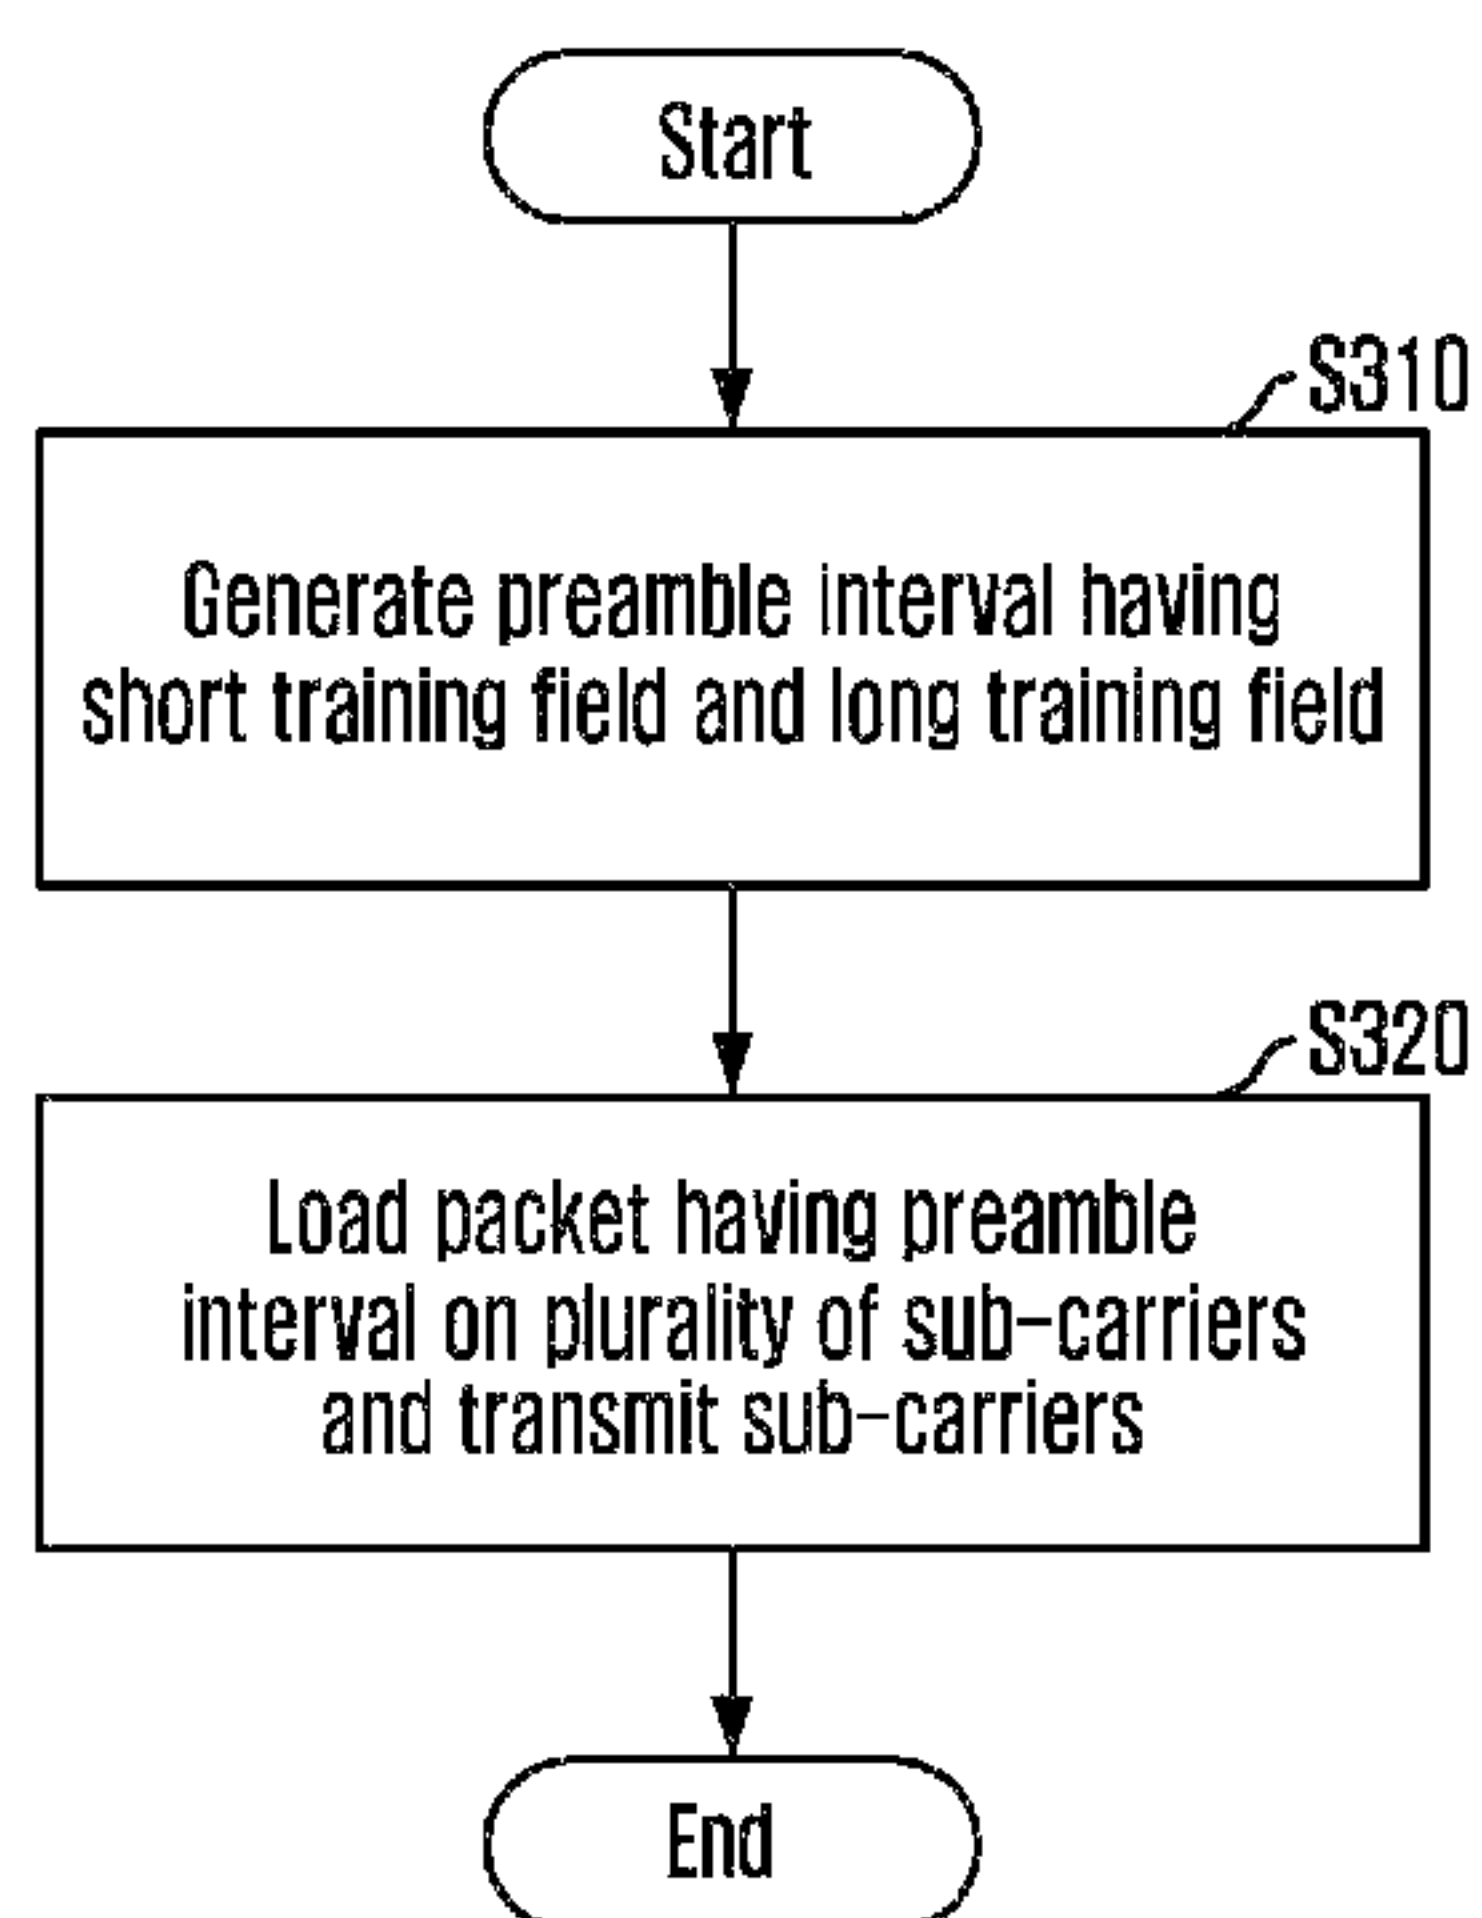 Start
S310
Generate preamble interval having
short training field and long training field
S320
Load packet having preamble
interval on plurality of sub-carriers
and transmit sub-carriers
End